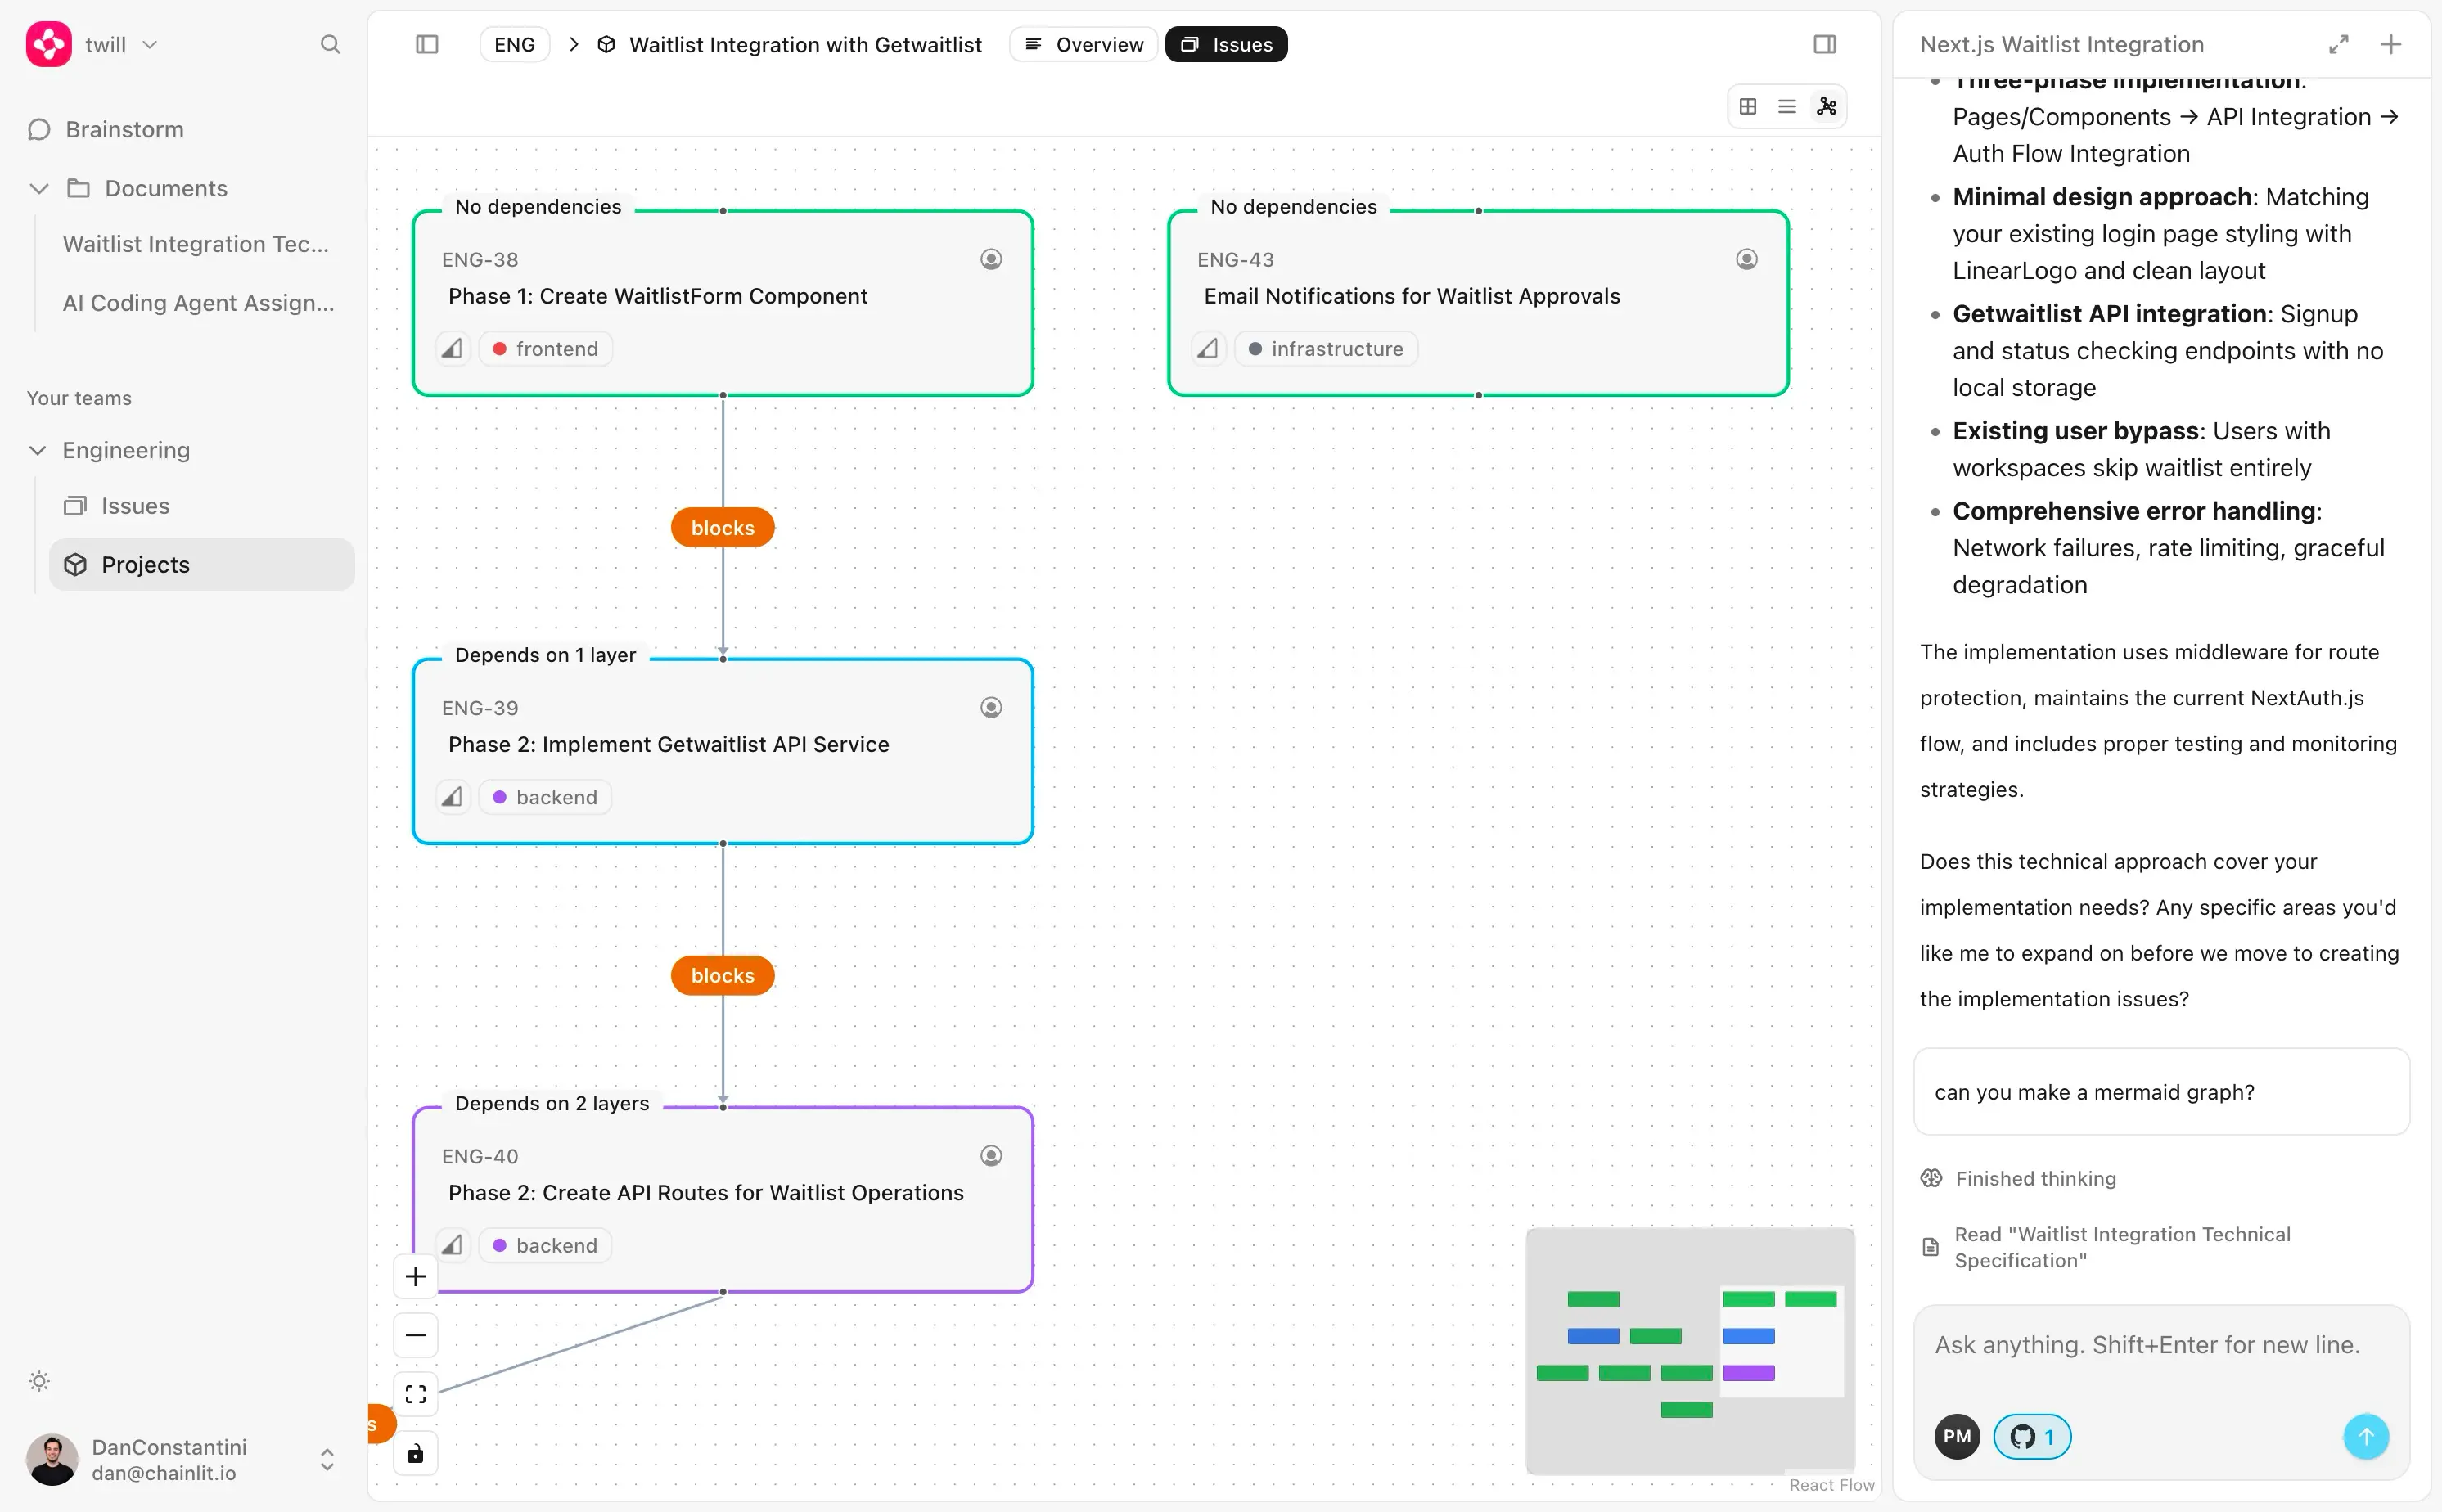 twill
Brainstorm
Documents
Waitlist Integration Tec...
AI Coding Agent Assign...
Your teams
Engineering
Issues
Projects
DanConstantini
dan@chainlit.io
ENG
Waitlist Integration with Getwaitlist
Overview
Issues
No dependencies
ENG-38
Phase 1: Create WaitlistForm Component
frontend
No dependencies
ENG-43
Email Notifications for Waitlist Approvals
infrastructure
blocks
Depends on 1 layer
ENG-39
Phase 2: Implement Getwaitlist API Service
backend
blocks
Depends on 2 layers
ENG-40
Phase 2: Create API Routes for Waitlist Operations
backend
s
React Flow
Next.js Waitlist Integration
Three-phase implementation:
Pages/Components → API Integration →
Auth Flow Integration
Minimal design approach: Matching
your existing login page styling with
LinearLogo and clean layout
Getwaitlist API integration: Signup
and status checking endpoints with no
local storage
Existing user bypass: Users with
workspaces skip waitlist entirely
Comprehensive error handling:
Network failures, rate limiting, graceful
degradation
The implementation uses middleware for route
protection, maintains the current NextAuth.js
flow, and includes proper testing and monitoring
strategies.
Does this technical approach cover your
implementation needs? Any specific areas you'd
like me to expand on before we move to creating
the implementation issues?
can you make a mermaid graph?
Finished thinking
Read "Waitlist Integration Technical
Specification"
Ask anything. Shift+Enter for new line.
PM
1